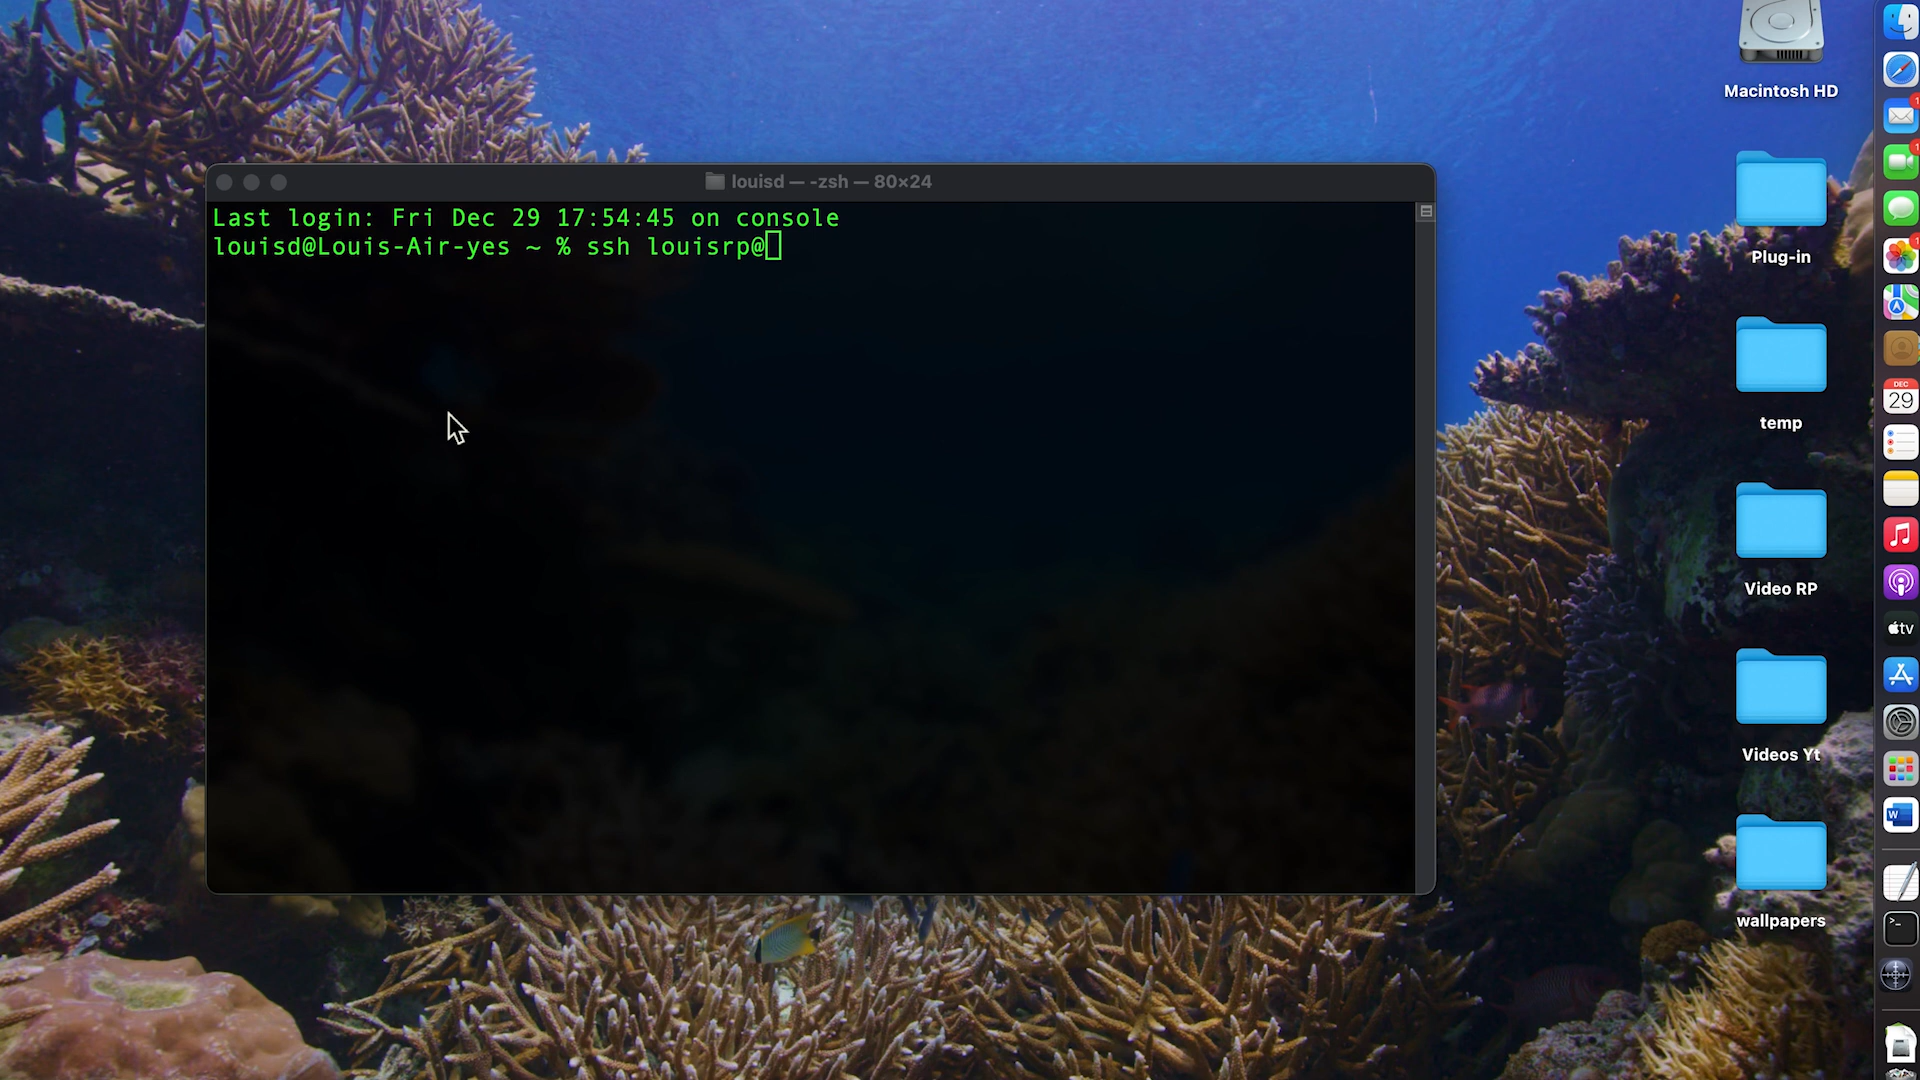 louisd — -zsh — 80×24
Last login: Fri Dec 29 17:54:45 on console
louisd@Louis-Air-yes ~ % ssh louisrp@
Macintosh HD
Plug-in
temp
Video RP
Videos Yt
wallpapers
DEC
29
tv
W
>_